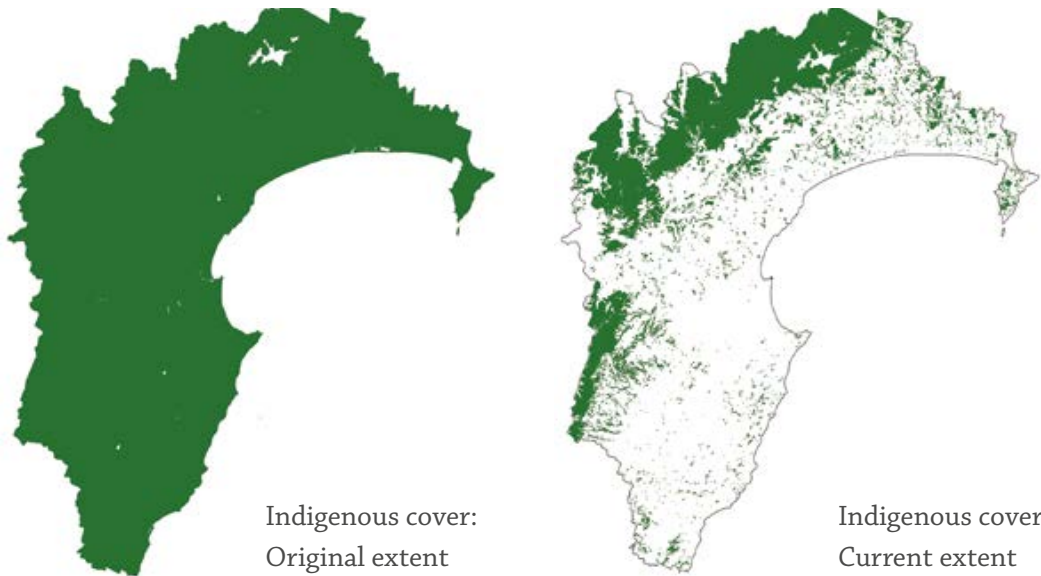 Indigenous cover:
Original extent
Indigenous cover
Current extent